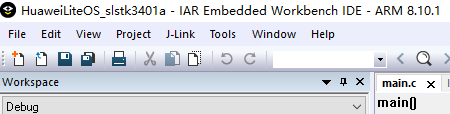 HuaweiLiteOS_slstk3401a - IAR Embedded Workbench IDE - ARM 8.10.1
File Edit View Project J-Link Tools Window Help
Workspace
main.c
Debug
main()